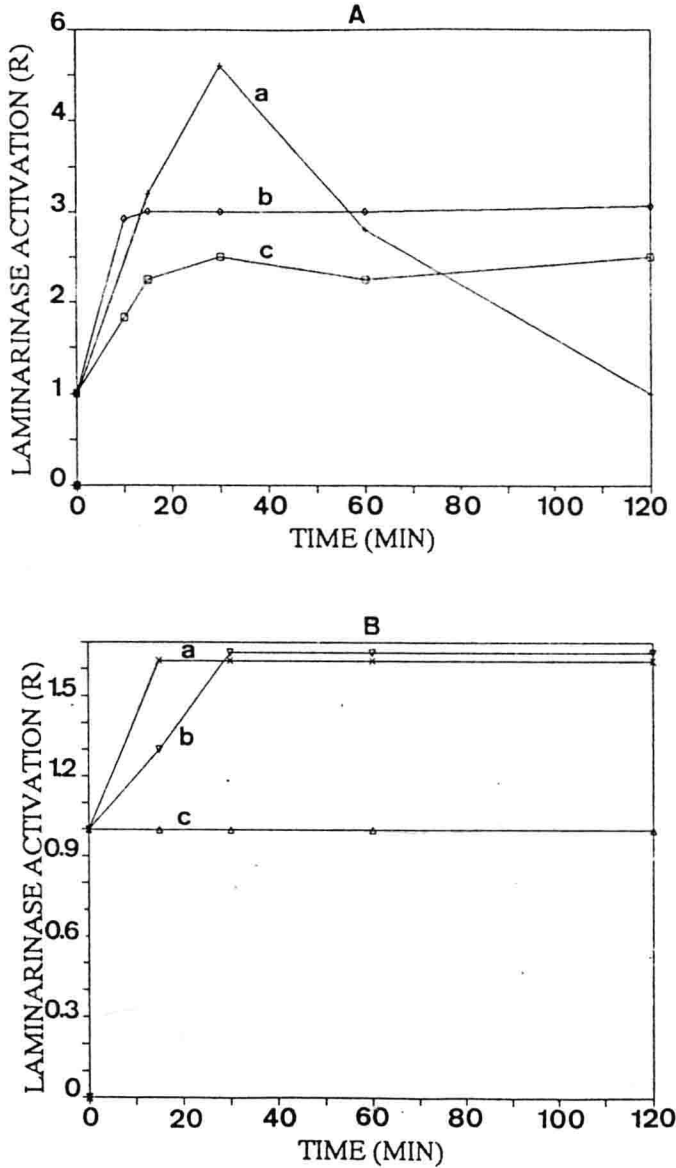 A
LAMINARINASE ACTIVATION (R)
6
4
3
2
1
0
a
b
c
0 20 40 60 80 100 120
TIME (MIN)
B
LAMINARINASE ACTIVATION (R)
1.5
1.2
0.9
0.6
0.3
0
a
b
c
0 20 40 60 80 100 120
TIME (MIN)